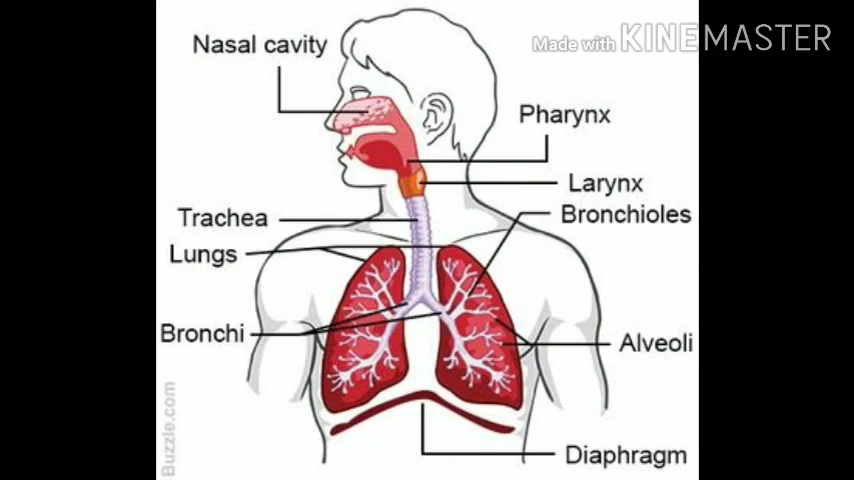 Nasal cavity
Made with KINEMASTER
Pharynx
Larynx
Trachea
Bronchioles
Lungs
Bronchi
Alveoli
Diaphragm
Buzzle.com